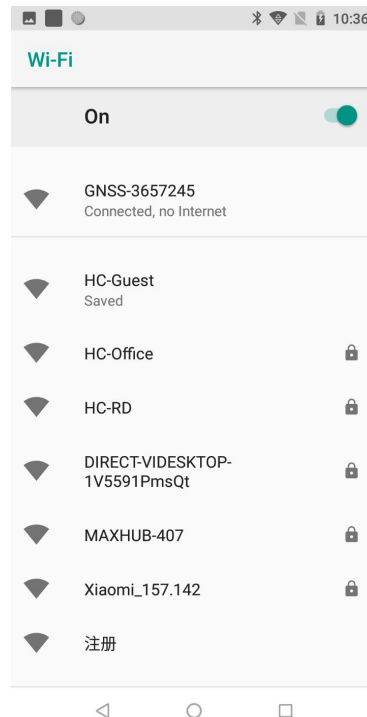 10:36
Wi-Fi
On
GNSS-3657245
Connected, no Internet
HC-Guest
Saved
HC-Office
HC-RD
DIRECT-VIDESKTOP-
1V5591PmsQt
MAXHUB-407
Xiaomi_157.142
注册